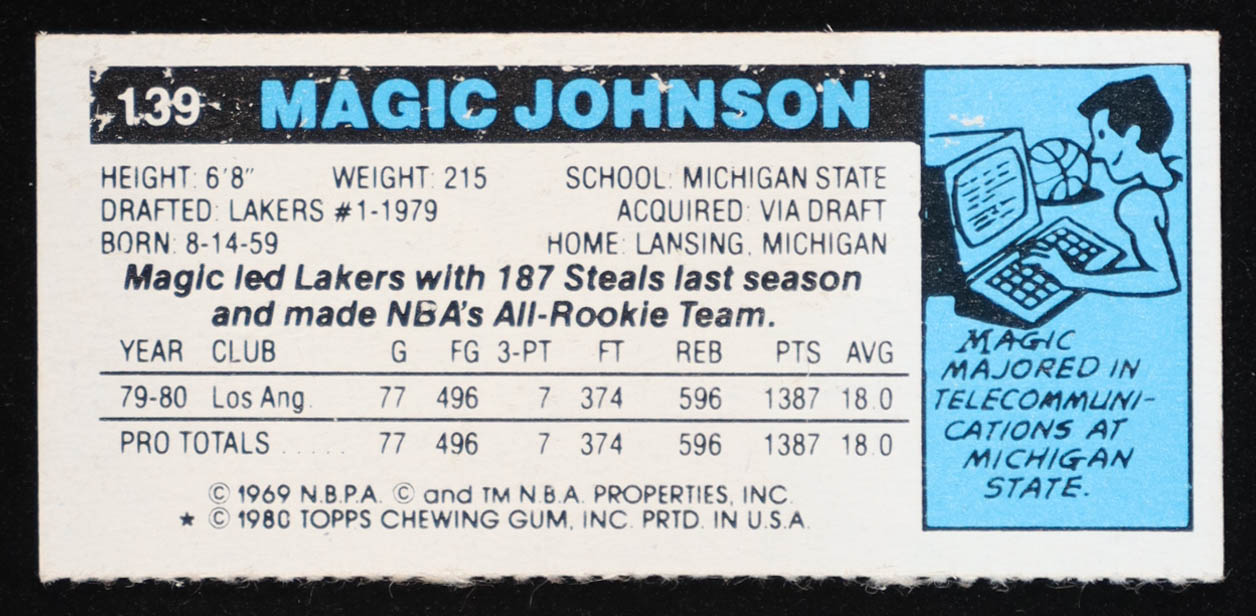 139 MAGIC JOHNSON
HEIGHT: 6'8" WEIGHT: 215 SCHOOL: MICHIGAN STATE
DRAFTED: LAKERS #1-1979 ACQUIRED: VIA DRAFT
BORN: 8-14-59 HOME: LANSING, MICHIGAN
Magic led Lakers with 187 Steals last season
and made NBA's All-Rookie Team.
YEAR CLUB G FG 3-PT FT REB PTS AVG
79-80 Los Ang. 77 496 7 374 596 1387 18.0
PRO TOTALS ..... 77 496 7 374 596 1387 18.0
© 1969 N.B.P.A. © and TM N.B.A. PROPERTIES, INC.
★ © 1980 TOPPS CHEWING GUM, INC. PRTD. IN U.S.A.
MAGIC
MAJORED IN
TELECOMMUNI-
CATIONS AT
MICHIGAN
STATE.